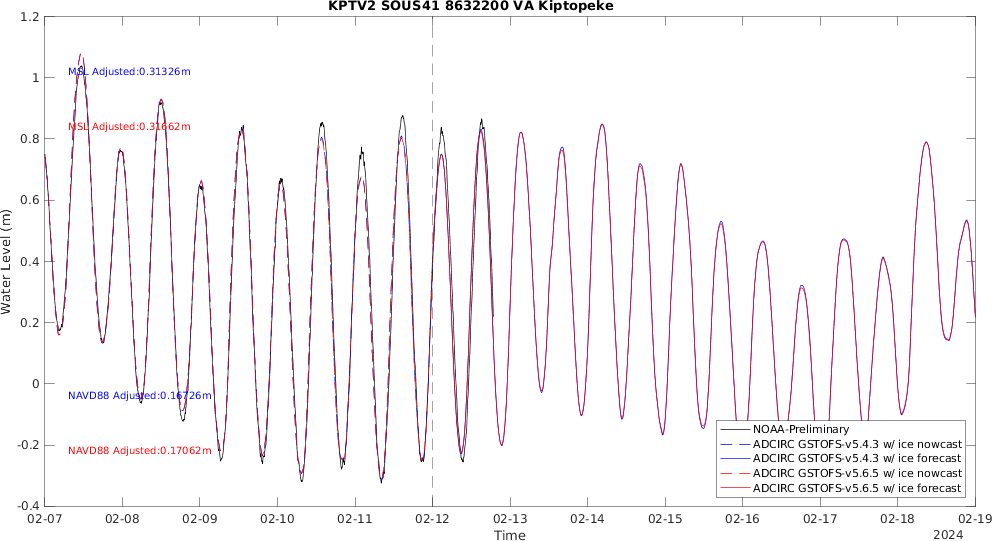 KPTV2 SOUS41 8632200 VA Kiptopeke
Water Level (m)
1.2
1
0.8
0.6
0.4
0.2
0
-0.2
-0.4
MSL Adjusted:0.31326m
MSL Adjusted:0.31662m
NAVD88 Adjusted:0.16726m
NAVD88 Adjusted:0.17062m
NOAA-Preliminary
ADCIRC GSTOFS-v5.4.3 w/ ice nowcast
ADCIRC GSTOFS-v5.4.3 w/ ice forecast
ADCIRC GSTOFS-v5.6.5 w/ ice nowcast
ADCIRC GSTOFS-v5.6.5 w/ ice forecast
02-07 02-08 02-09 02-10 02-11 02-12 02-13 02-14 02-15 02-16 02-17 02-18 02-19
Time
2024